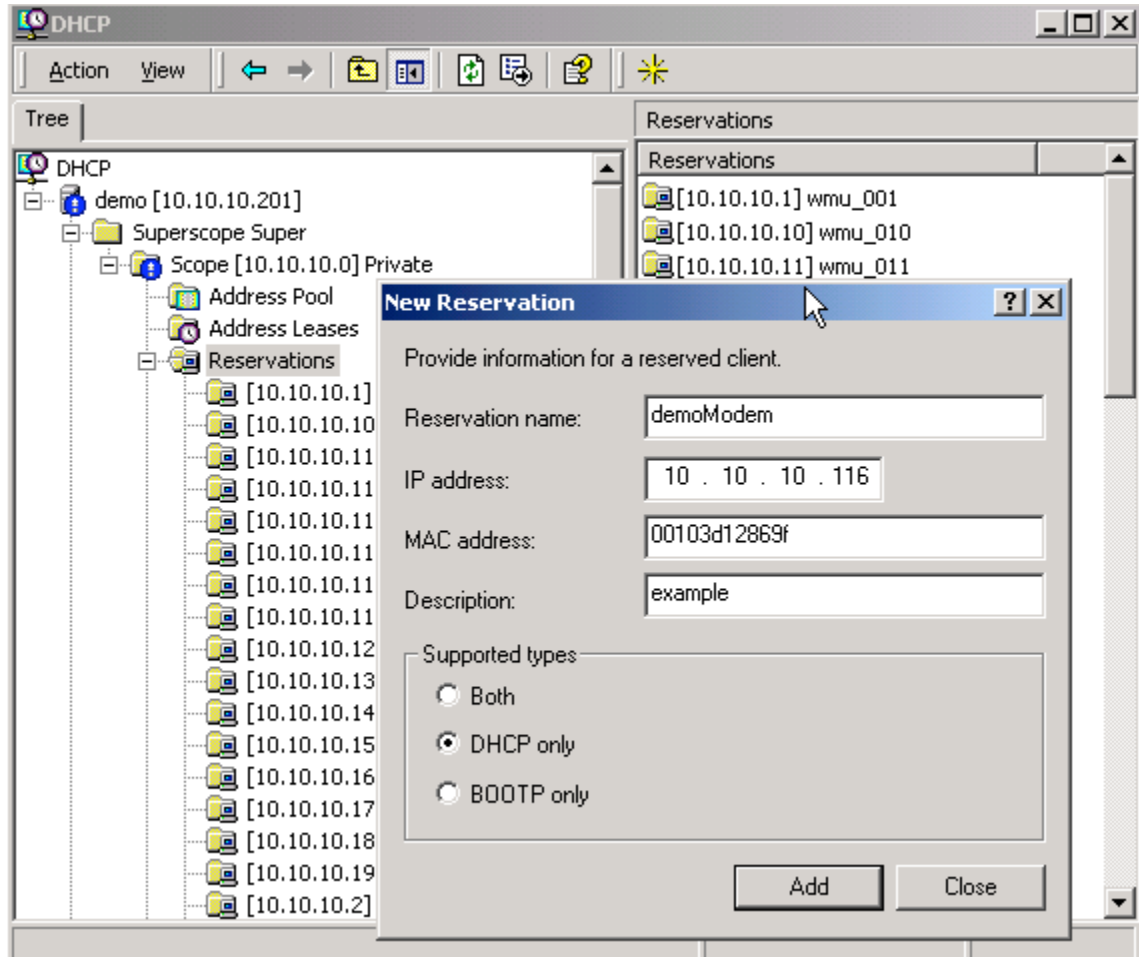 DHCP
Action View
Tree
Reservations
DHCP
demo [10.10.10.201]
Superscope Super
Scope [10.10.10.0] Private
Address Pool
Address Leases
Reservations
[10.10.10.1]
[10.10.10.10
[10.10.10.11
[10.10.10.11
[10.10.10.11
[10.10.10.11
[10.10.10.11
[10.10.10.11
[10.10.10.12
[10.10.10.13
[10.10.10.14
[10.10.10.15
[10.10.10.16
[10.10.10.17
[10.10.10.18
[10.10.10.19
[10.10.10.2]
Reservations
[10.10.10.1] wmu_001
[10.10.10.10] wmu_010
[10.10.10.11] wmu_011
New Reservation
Provide information for a reserved client.
Reservation name: demoModem
IP address: 10 . 10 . 10 . 116
MAC address: 00103d12869f
Description: example
Supported types
Both
DHCP only
BOOTP only
Add Close